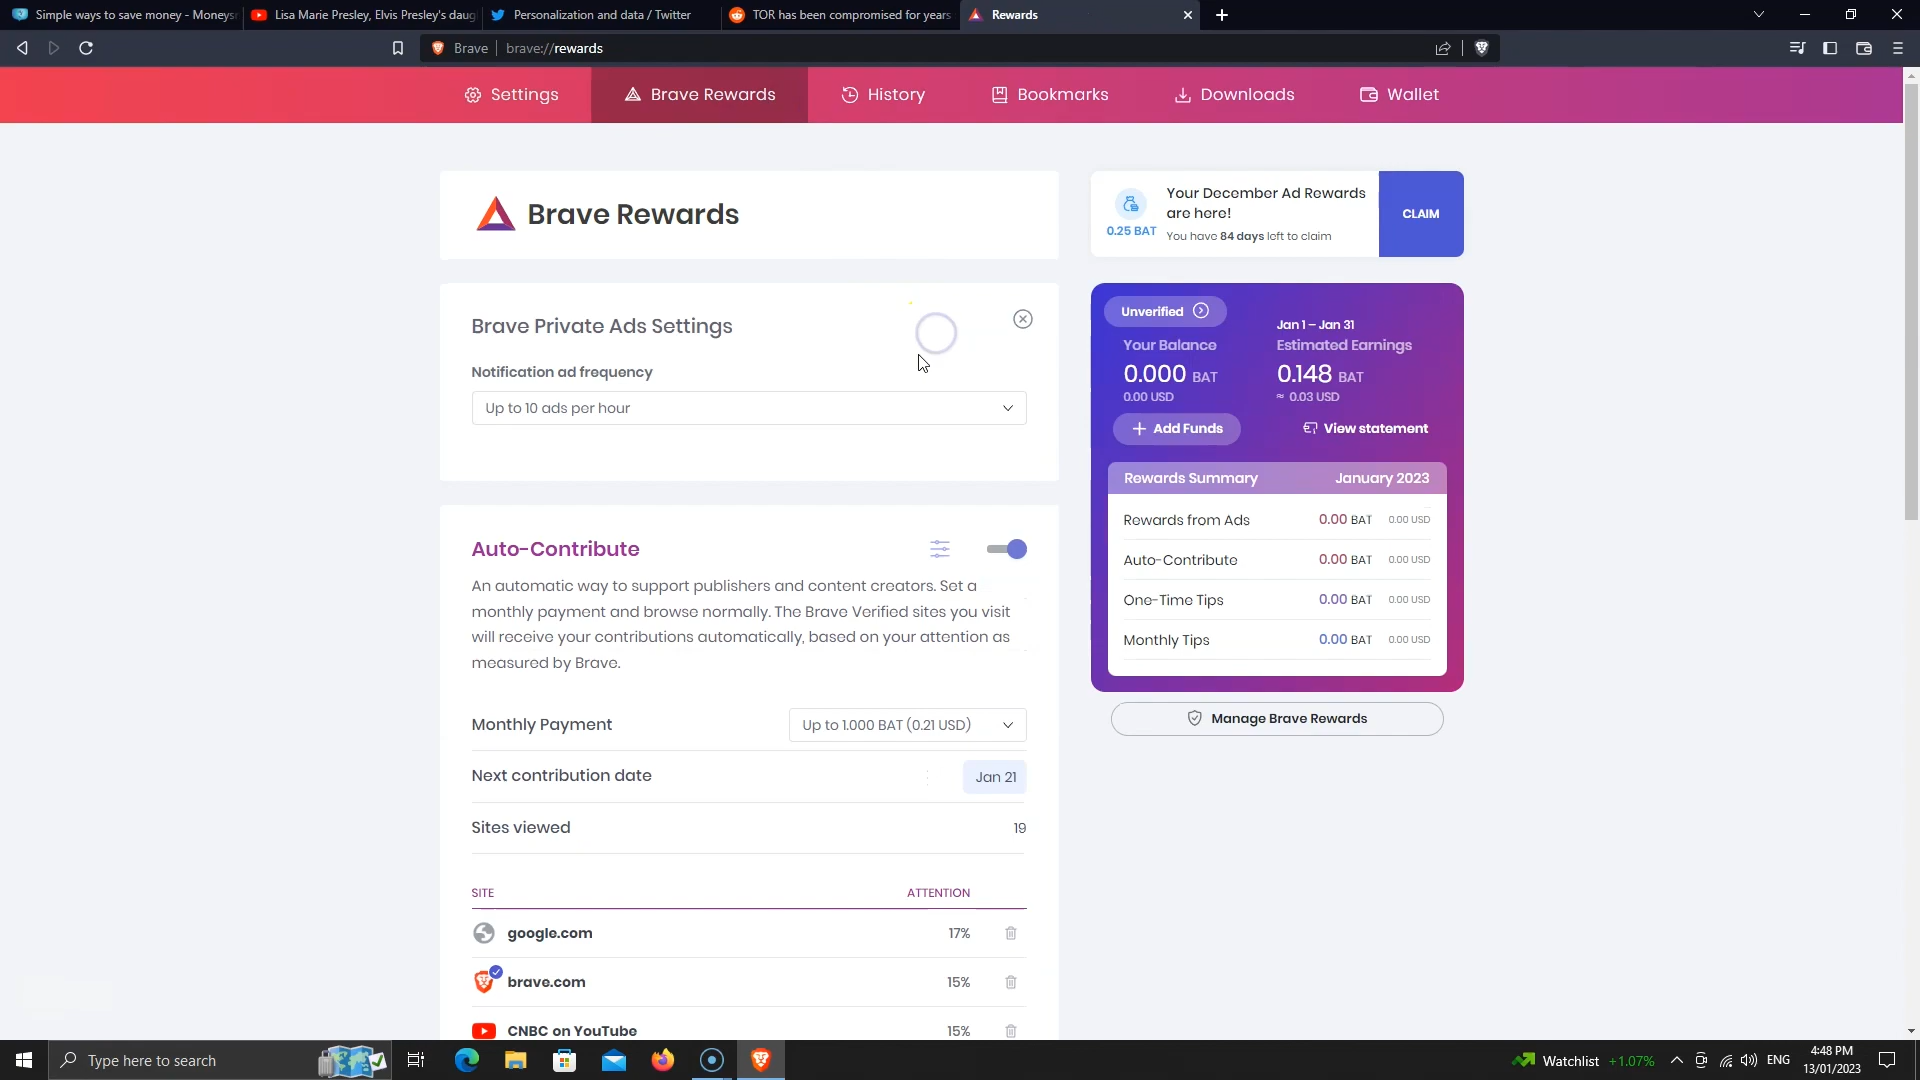 Simple ways to save money - Moneysm
Lisa Marie Presley, Elvis Presley's daug
Personalization and data / Twitter
TOR has been compromised for years
Rewards
Brave
brave://rewards
Settings
Brave Rewards
History
Bookmarks
Downloads
Wallet
Brave Rewards
Your December Ad Rewards
are here!
0.25 BAT
You have 84 days left to claim
CLAIM
Brave Private Ads Settings
Notification ad frequency
Up to 10 ads per hour
Unverified
Your Balance
0.000 BAT
0.00 USD
Jan 1 – Jan 31
Estimated Earnings
0.148 BAT
≈ 0.03 USD
Add Funds
View statement
Rewards Summary January 2023
Rewards from Ads 0.00 BAT 0.00 USD
Auto-Contribute 0.00 BAT 0.00 USD
One-Time Tips 0.00 BAT 0.00 USD
Monthly Tips 0.00 BAT 0.00 USD
Manage Brave Rewards
Auto-Contribute
An automatic way to support publishers and content creators. Set a
monthly payment and browse normally. The Brave Verified sites you visit
will receive your contributions automatically, based on your attention as
measured by Brave.
Monthly Payment Up to 1.000 BAT (0.21 USD)
Next contribution date Jan 21
Sites viewed 19
SITE ATTENTION
google.com 17%
brave.com 15%
CNBC on YouTube 15%
Type here to search
Watchlist +1.07%
ENG
4:48 PM
13/01/2023